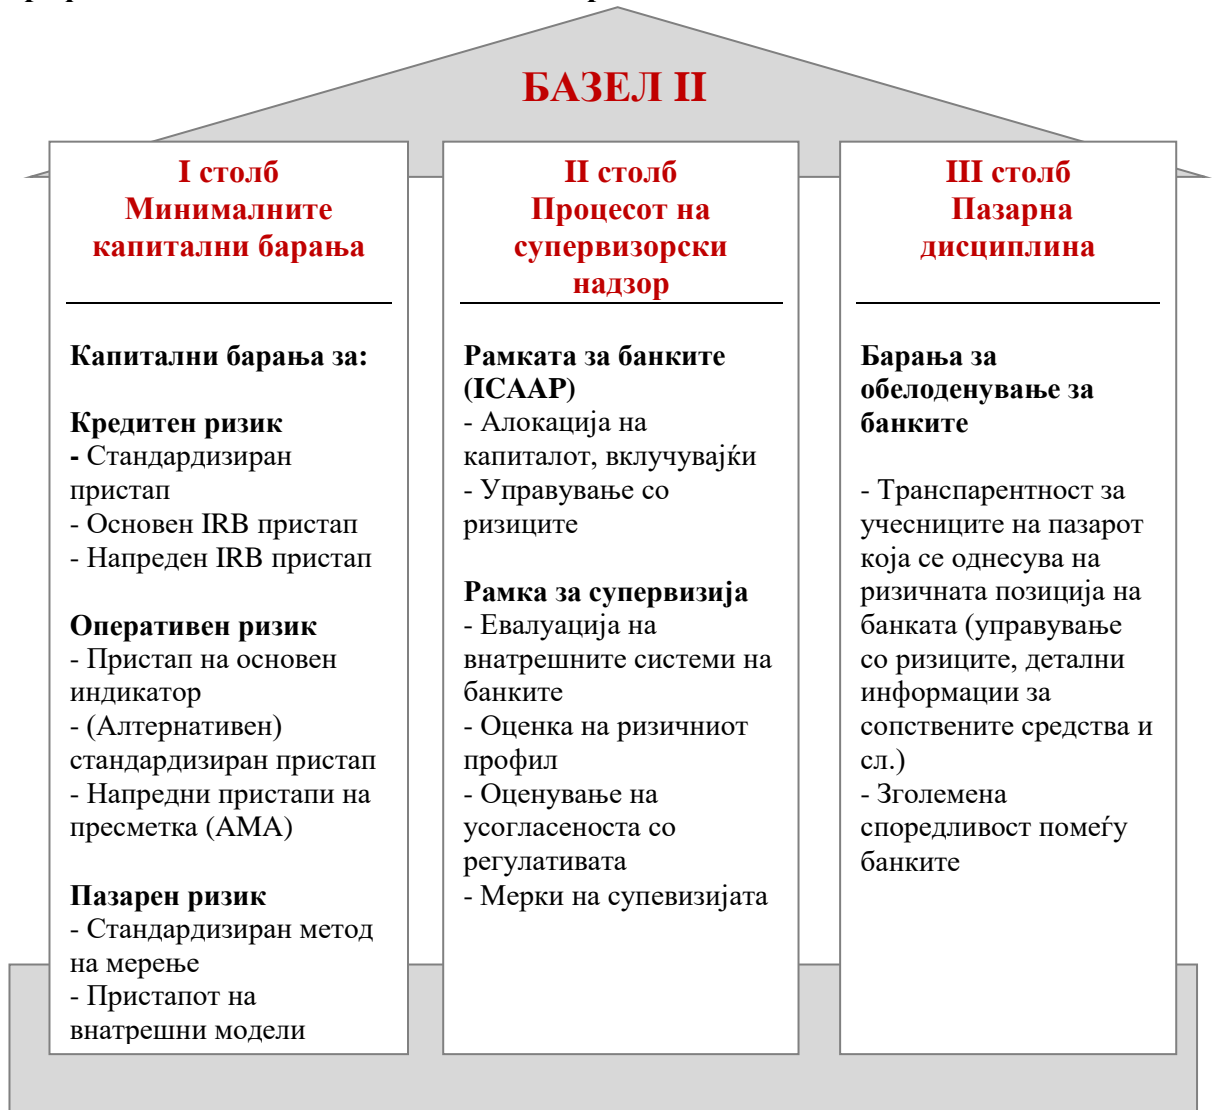 БАЗЕЛ II
I столб
Минималните
капитални барања
Капитални барања за:
Кредитен ризик
- Стандардизиран
пристап
- Основен IRB пристап
- Напреден IRB пристап
Оперативен ризик
- Пристап на основен
индикатор
- (Алтернативен)
стандардизиран пристап
- Напредни пристапи на
пресметка (АМА)
Пазарен ризик
- Стандардизиран метод
на мерење
- Пристапот на
внатрешни модели
II столб
Процесот на
супервизорски
надзор
Рамката за банките
(ICAAP)
- Алокација на
капиталот, вклучувајќи
- Управување со
ризиците
Рамка за супервизија
- Евалуација на
внатрешните системи на
банките
- Оценка на ризичниот
профил
- Оценување на
усогласеноста со
регулативата
- Мерки на супевизијата
III столб
Пазарна
дисциплина
Барања за
обелоденување за
банките
- Транспарентност за
учесниците на пазарот
која се однесува на
ризичната позиција на
банката (управување
со ризиците, детални
информации за
сопствените средства и
сл.)
- Зголемена
споредливост помеѓу
банките